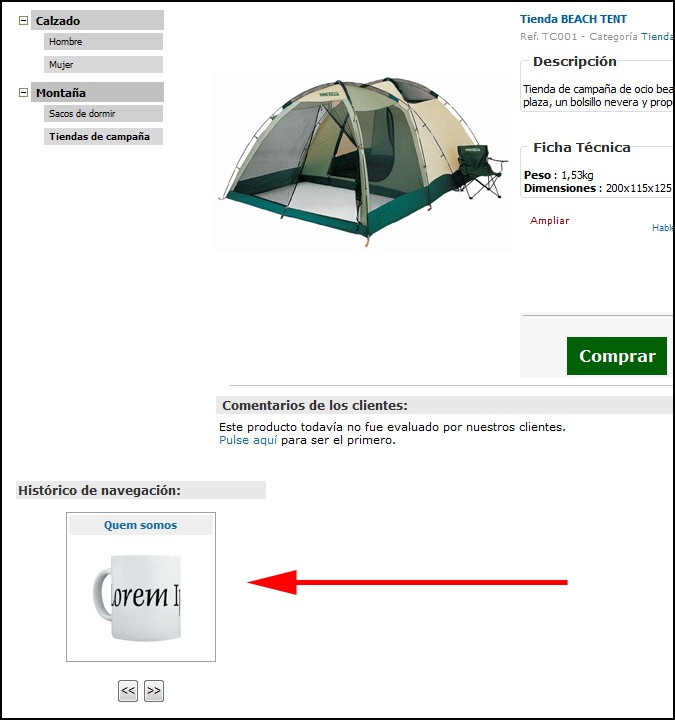 Calzado
Hombre
Mujer
Montaña
Sacos de dormir
Tiendas de campaña
Tienda BEACH TENT
Ref. TC001 - Categoría Tienda
Descripción
Tienda de campaña de ocio bea
plaza, un bolsillo nevera y prop
Ficha Técnica
Peso : 1,53kg
Dimensiones : 200x115x125
Ampliar
Hable
Comprar
Comentarios de los clientes:
Este producto todavía no fue evaluado por nuestros clientes.
Pulse aquí para ser el primero.
Histórico de navegación:
Quem somos
Lorem Ip
<< >>